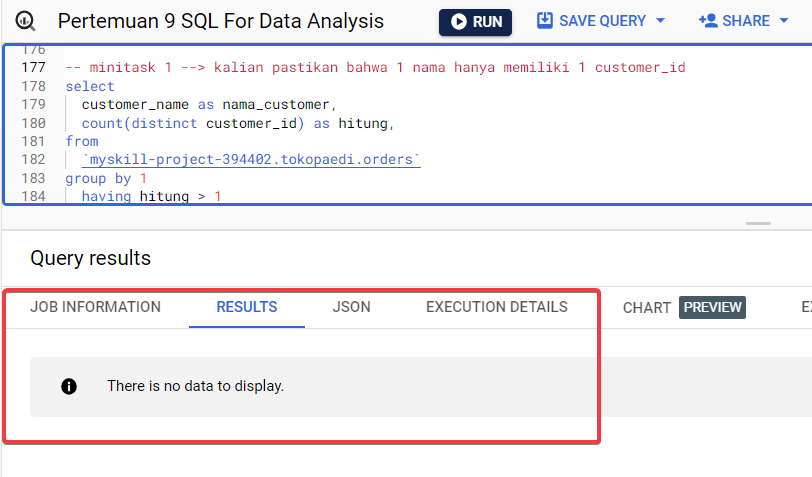 Pertemuan 9 SQL For Data Analysis RUN SAVE QUERY SHARE
176
177 -- minitask 1 --> kalian pastikan bahwa 1 nama hanya memiliki 1 customer_id
178 select
179 customer_name as nama_customer,
180 count(distinct customer_id) as hitung,
181 from
182 `myskill-project-394402.tokopaedi.orders`
183 group by 1
184 having hitung > 1
Query results
JOB INFORMATION RESULTS JSON EXECUTION DETAILS CHART PREVIEW
There is no data to display.